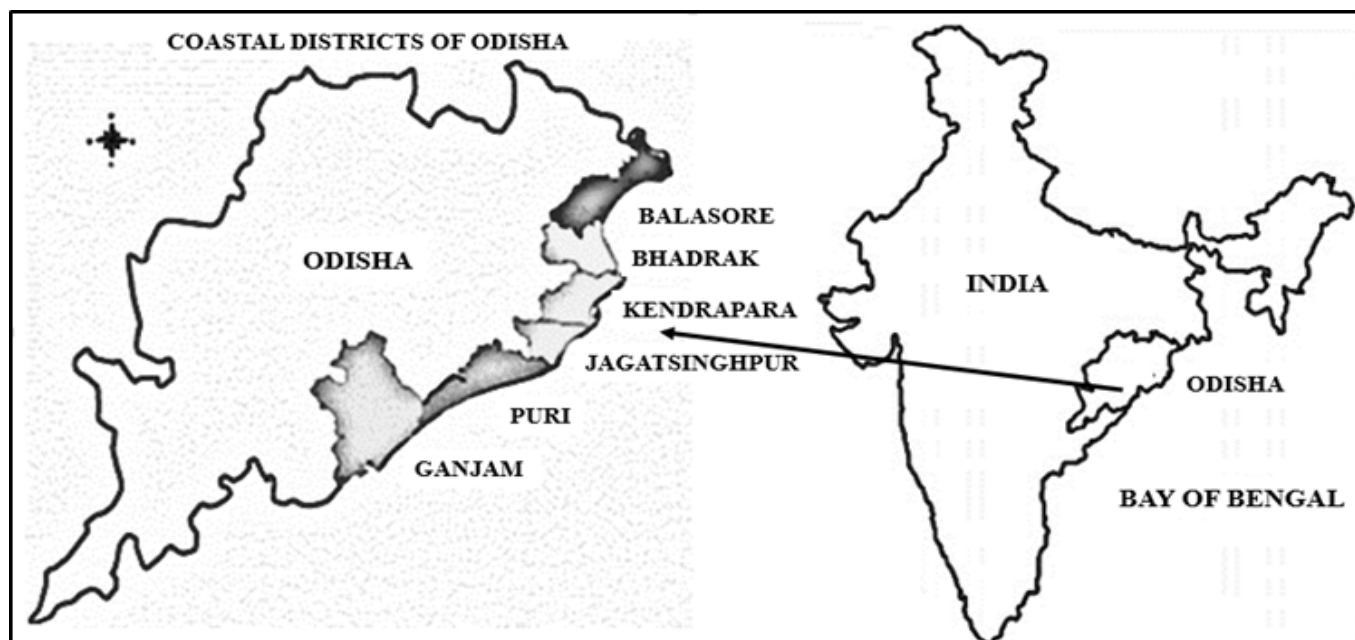 COASTAL DISTRICTS OF ODISHA
BALASORE
BHADRAK
ODISHA
KENDRAPARA
JAGATSINGHPUR
PURI
GANJAM
INDIA
ODISHA
BAY OF BENGAL